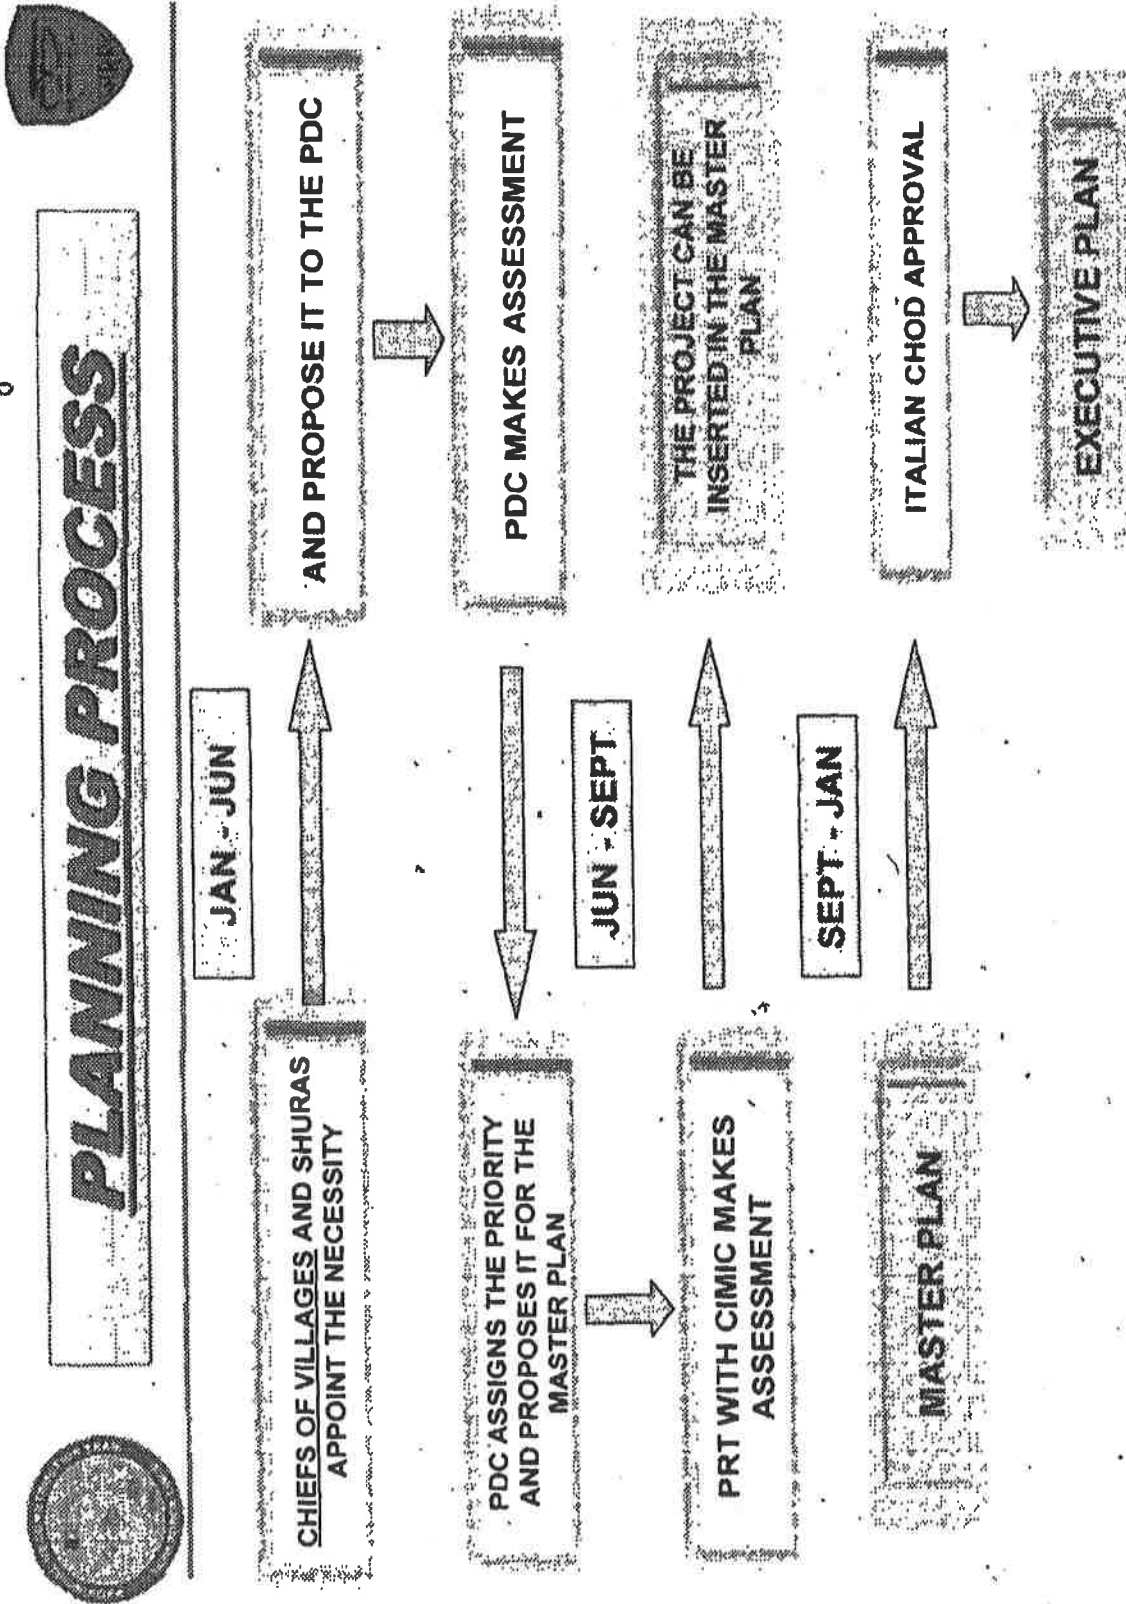 PLANNING PROCESS
JAN - JUN
CHIEFS OF VILLAGES AND SHURAS
APPOINT THE NECESSITY
AND PROPOSE IT TO THE PDC
PDC ASSIGNS THE PRIORITY
AND PROPOSES IT FOR THE
MASTER PLAN
PDC MAKES ASSESSMENT
JUN - SEPT
PRT WITH CIMIC MAKES
ASSESSMENT
THE PROJECT CAN BE
INSERTED IN THE MASTER
PLAN
SEPT - JAN
MASTER PLAN
ITALIAN CHOD APPROVAL
EXECUTIVE PLAN